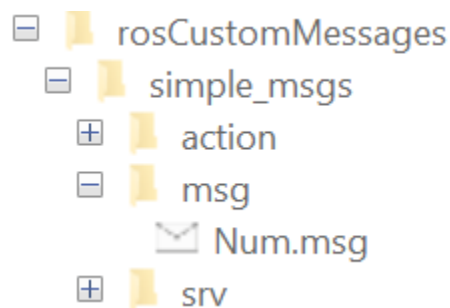 rosCustomMessages
simple_msgs
action
msg
Num.msg
srv